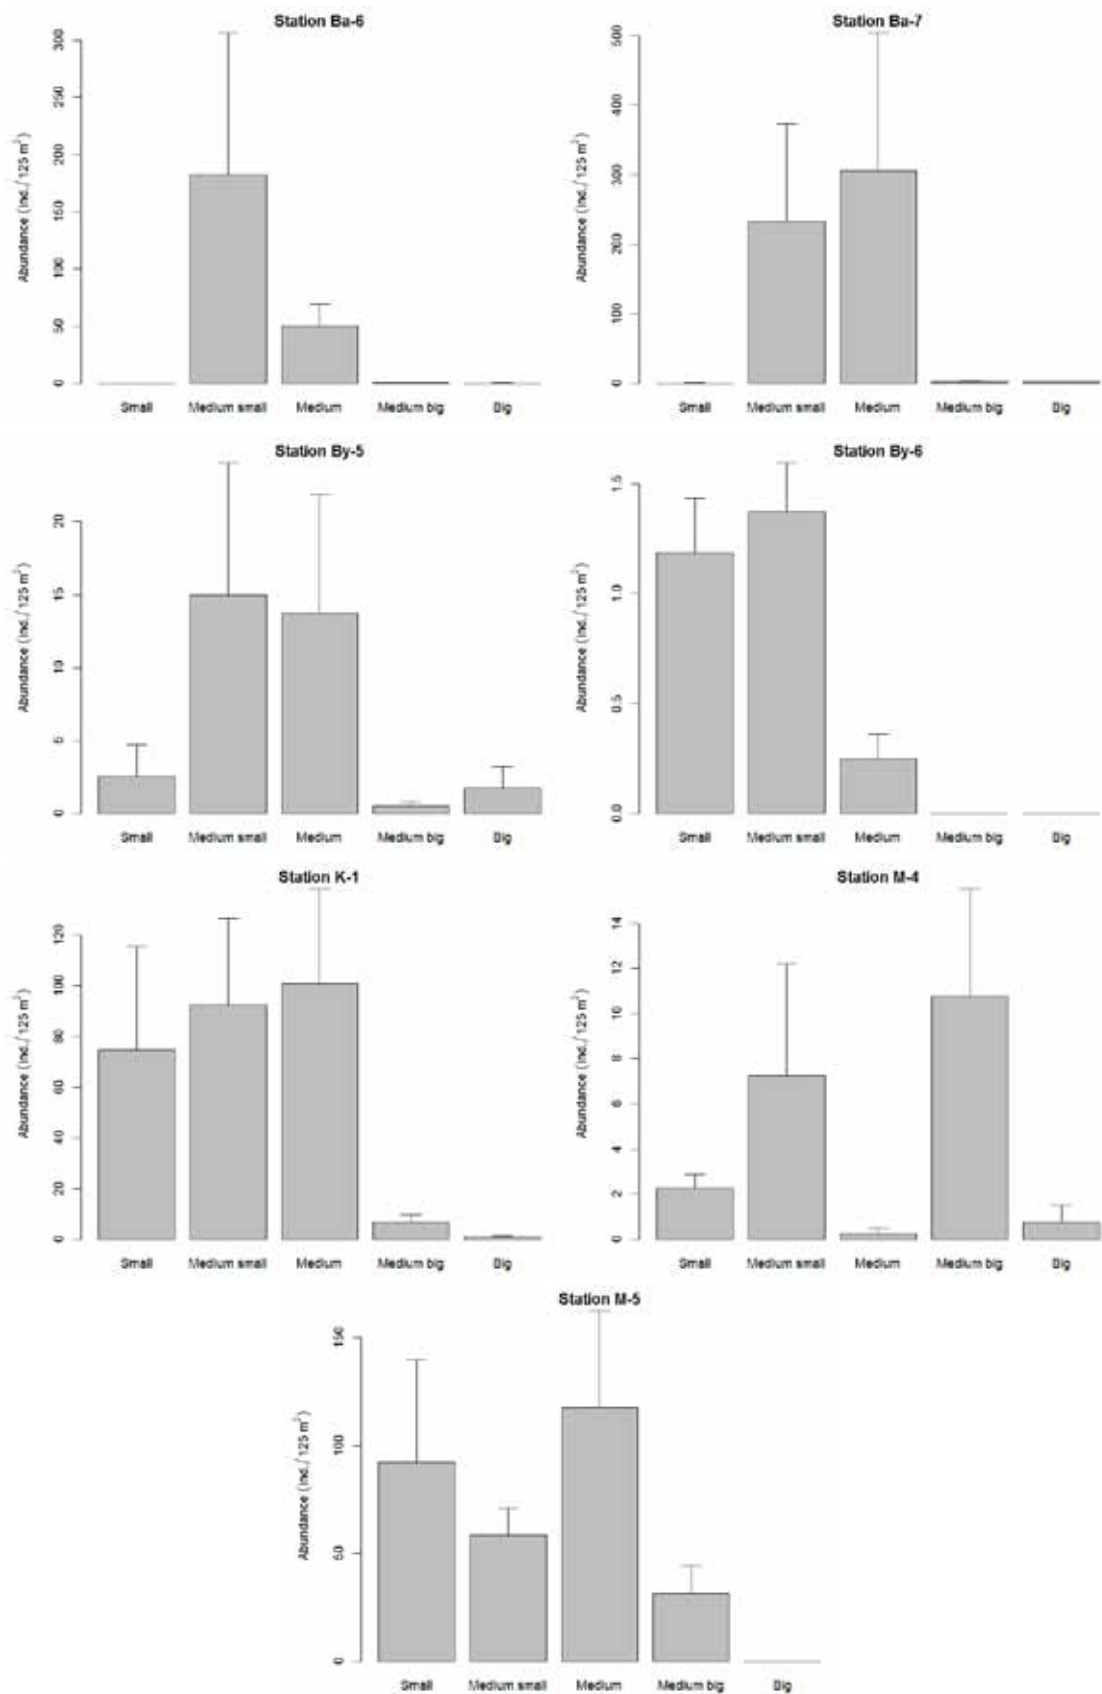 Station Ba-6
Abundance (Ind./ 125 m²)
300
250
200
150
100
50
0
Small Medium small Medium Medium big Big
Station Ba-7
Abundance (Ind./ 125 m²)
500
400
300
200
100
0
Small Medium small Medium Medium big Big
Station By-5
Abundance (Ind./ 125 m²)
20
15
10
5
0
Small Medium small Medium Medium big Big
Station By-6
Abundance (Ind./ 125 m²)
1.5
1.0
0.5
0.0
Small Medium small Medium Medium big Big
Station K-1
Abundance (Ind./ 125 m²)
120
100
80
60
40
20
0
Small Medium small Medium Medium big Big
Station M-4
Abundance (Ind./ 125 m²)
14
12
10
8
6
4
2
0
Small Medium small Medium Medium big Big
Station M-5
Abundance (Ind./ 125 m²)
150
100
50
0
Small Medium small Medium Medium big Big